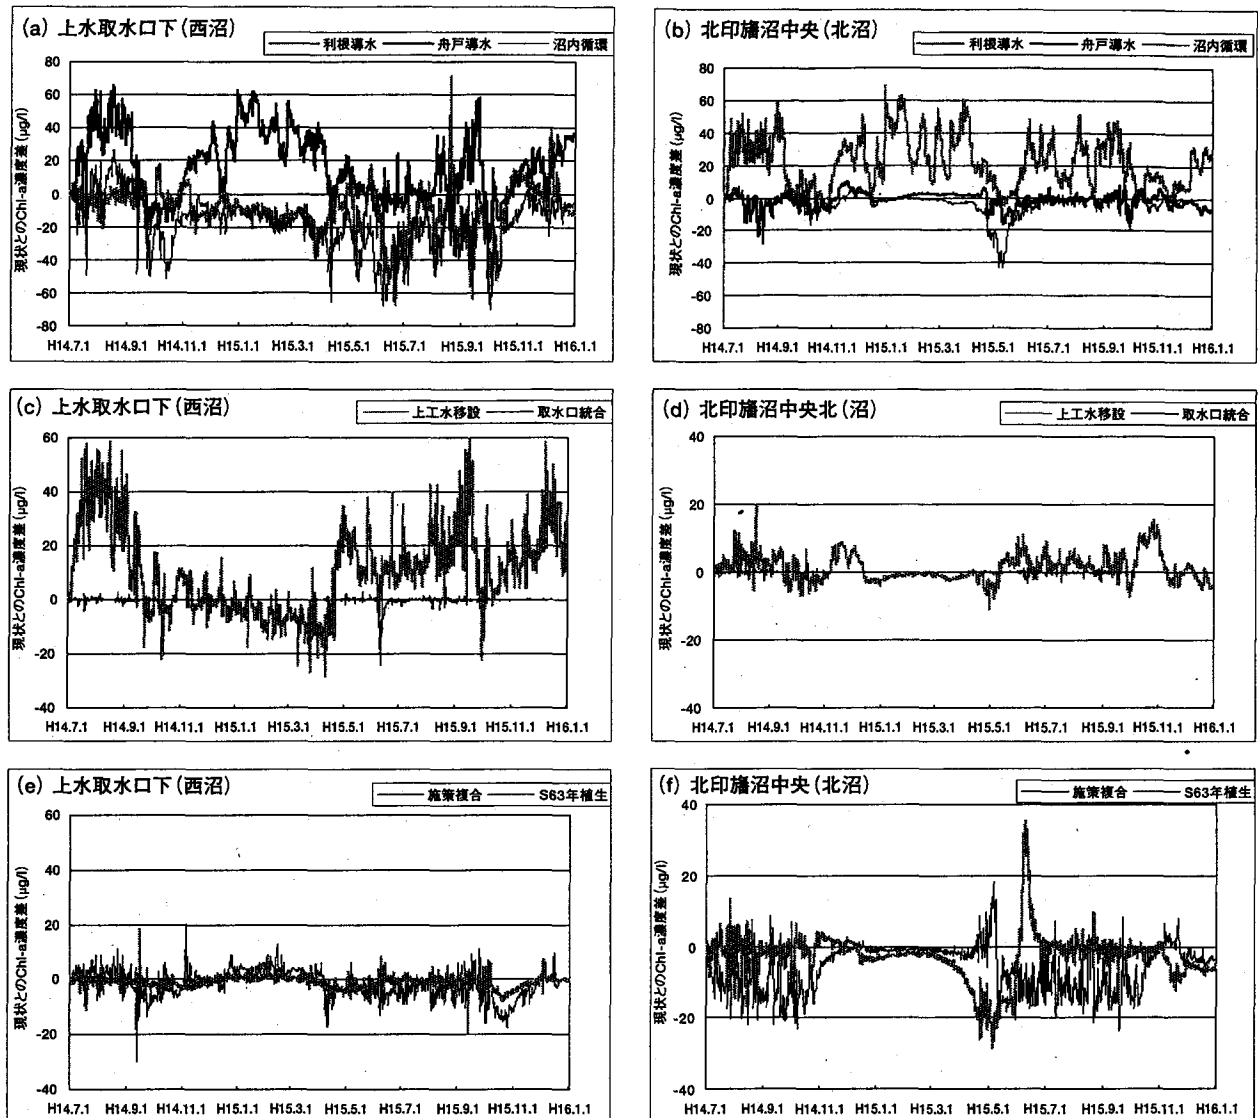 (a) 上水取水口下(西沼)
利根導水 舟戸導水 沼内循環
現状とのChl-a濃度差(μg/l)
80
60
40
20
0
-20
-40
-60
-80
H14.7.1 H14.9.1 H14.11.1 H15.1.1 H15.3.1 H15.5.1 H15.7.1 H15.9.1 H15.11.1 H16.1.1
(b) 北印旛沼中央(北沼)
利根導水 舟戸導水 沼内循環
現状とのChl-a濃度差(μg/l)
80
60
40
20
0
-20
-40
-60
-80
H14.7.1 H14.9.1 H14.11.1 H15.1.1 H15.3.1 H15.5.1 H15.7.1 H15.9.1 H15.11.1 H16.1.1
(c) 上水取水口下(西沼)
上工水移設 取水口統合
現状とのChl-a濃度差(μg/l)
60
40
20
0
-20
-40
H14.7.1 H14.9.1 H14.11.1 H15.1.1 H15.3.1 H15.5.1 H15.7.1 H15.9.1 H15.11.1 H16.1.1
(d) 北印旛沼中央北(沼)
上工水移設 取水口統合
現状とのChl-a濃度差(μg/l)
40
20
0
-20
-40
H14.7.1 H14.9.1 H14.11.1 H15.1.1 H15.3.1 H15.5.1 H15.7.1 H15.9.1 H15.11.1 H16.1.1
(e) 上水取水口下(西沼)
施策複合 S63年植生
現状とのChl-a濃度差(μg/l)
60
40
20
0
-20
-40
H14.7.1 H14.9.1 H14.11.1 H15.1.1 H15.3.1 H15.5.1 H15.7.1 H15.9.1 H15.11.1 H16.1.1
(f) 北印旛沼中央(北沼)
施策複合 S63年植生
現状とのChl-a濃度差(μg/l)
40
20
0
-20
-40
H14.7.1 H14.9.1 H14.11.1 H15.1.1 H15.3.1 H15.5.1 H15.7.1 H15.9.1 H15.11.1 H16.1.1